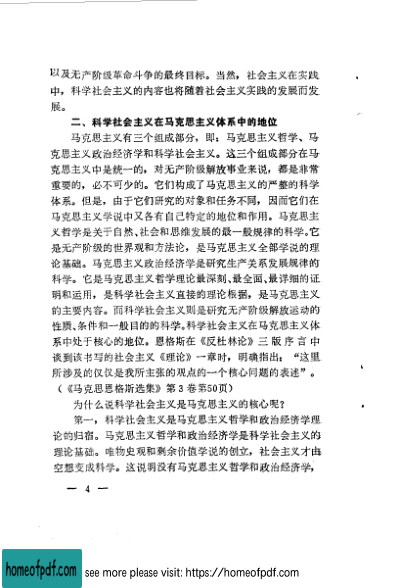 以及无产阶级革命斗争的最终目标。当然，社会主义在实践
中，科学社会主义的内容也将随着社会主义实践的发展而发
展。
二、科学社会主义在马克思主义体系中的地位
马克思主义有三个组成部分，即：马克思主义哲学、马
克思主义政治经济学和科学社会主义。这三个组成部分在马
克思主义中是统一的，对无产阶级解放事业来说，都是非常
重要的，必不可少的。它们构成了马克思主义的严整的科学
体系。但是，由于它们研究的对象和任务不同，因而它们在
马克思主义学说中又各有自己特定的地位和作用。马克思主
义哲学是关于自然、社会和思维发展的最一般规律的科学。它
是无产阶级的世界观和方法论，是马克思主义全部学说的理
论基础。马克思主义政治经济学是研究生产关系发展规律的
科学。它是马克思主义哲学理论最深刻、最全面、最详细的证
明和运用，是科学社会主义直接的理论根据，是马克思主义
的主要内容。而科学社会主义则是研究无产阶级解放运动的
性质、条件和一般目的的科学。科学社会主义在马克思主义体
系中处于核心的地位。恩格斯在《反杜林论》三版序言中
谈到该书写的社会主义《理论》一章时，明确指出：“这里
所涉及的仅仅是我所主张的观点的一个核心问题的表述”。
（《马克思恩格斯选集》第3卷第50页）
为什么说科学社会主义是马克思主义的核心呢？
第一，科学社会主义是马克思主义哲学和政治经济学理
论的归宿。马克思主义哲学和政治经济学是科学社会主义的
理论基础。唯物史观和剩余价值学说的创立，社会主义才由
空想变成科学。这说明没有马克思主义哲学和政治经济学，
— 4 —
homeofpdf.com
see more please visit: https://homeofpdf.com